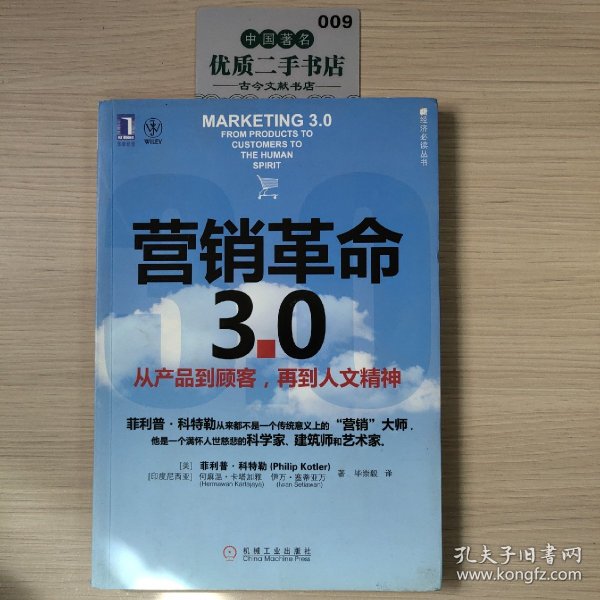 009
中国著名
优质二手书店
古今文献书店
WILEY
MARKETING 3.0
FROM PRODUCTS TO
CUSTOMERS TO
THE HUMAN
SPIRIT
经济必读丛书
营销革命
3.0
从产品到顾客，再到人文精神
菲利普·科特勒从来都不是一个传统意义上的“营销”大师，
他是一个满怀人世慈悲的科学家、建筑师和艺术家。
[美] 菲利普·科特勒 (Philip Kotler)
[印度尼西亚] 何麻温·卡塔加雅 伊万·塞蒂亚万 著 毕崇毅 译
(Hermawan Kartajaya) (Iwan Setiawan)
机械工业出版社
China Machine Press
孔夫子旧书网
www.kongfz.com